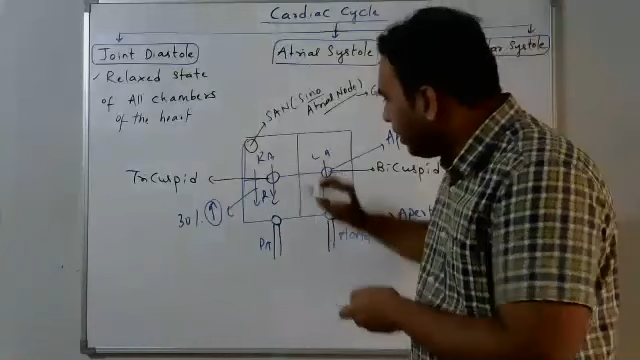 Cardiac Cycle
Joint Diastole
Atrial Systole
Systole
✓ Relaxed state
of All chambers
of the heart
SAN (Sino
Atrial Node)
RA
LA
Tricuspid
BiCuspid
RV
30%
PA
Aorta